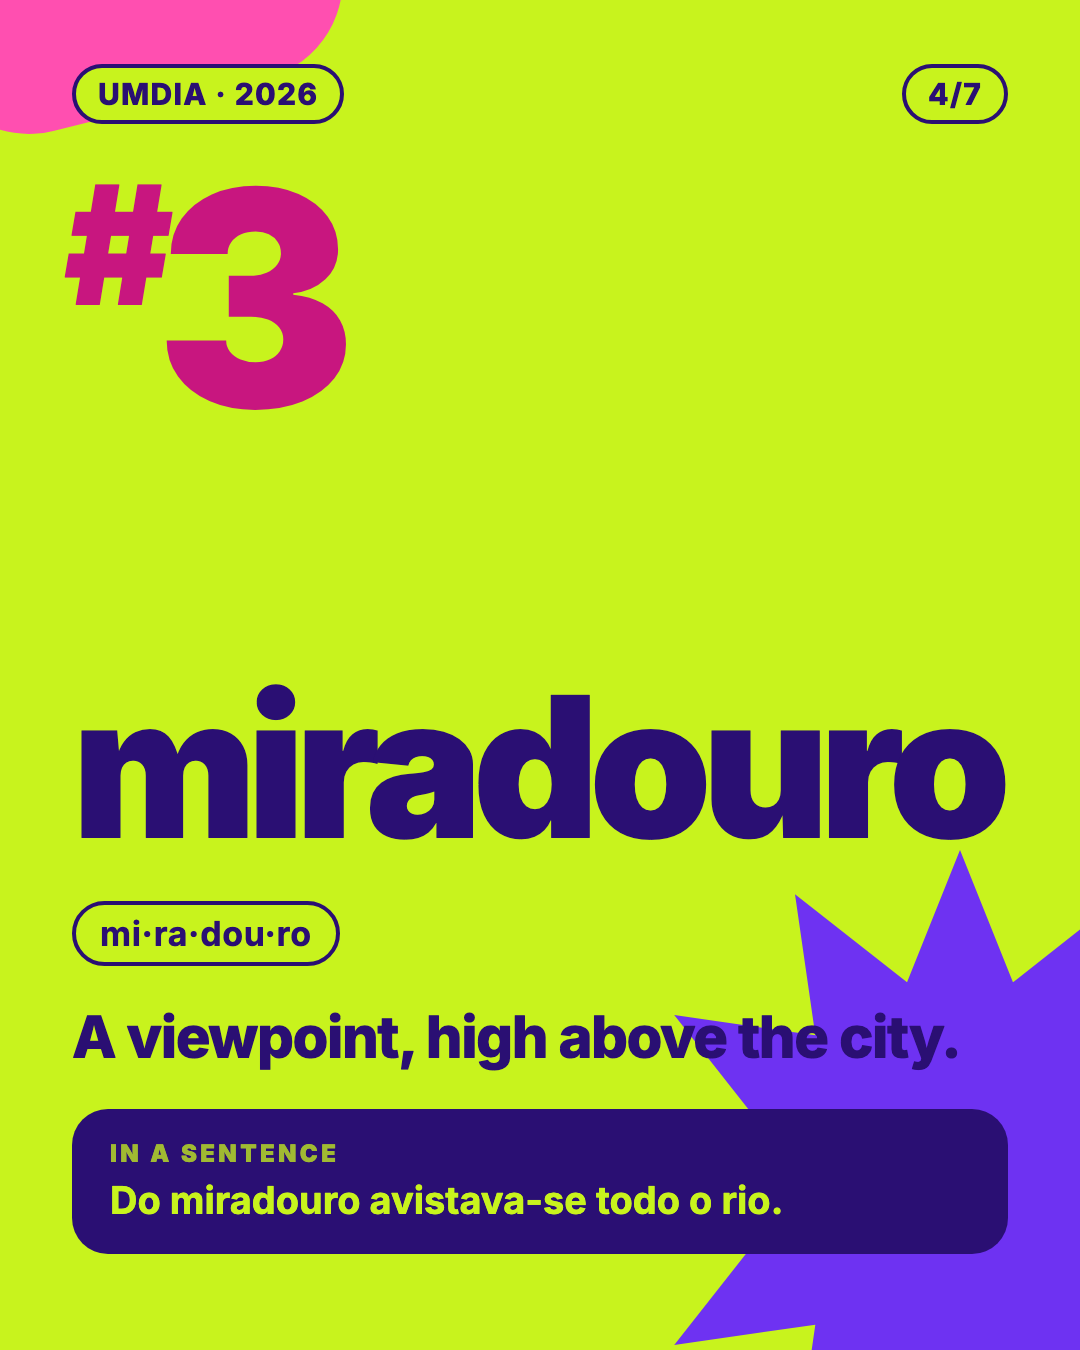 UMDIA · 2026
4/7
#3
miradouro
mi·ra·dou·ro
A viewpoint, high above the city.
IN A SENTENCE
Do miradouro avistava-se todo o rio.